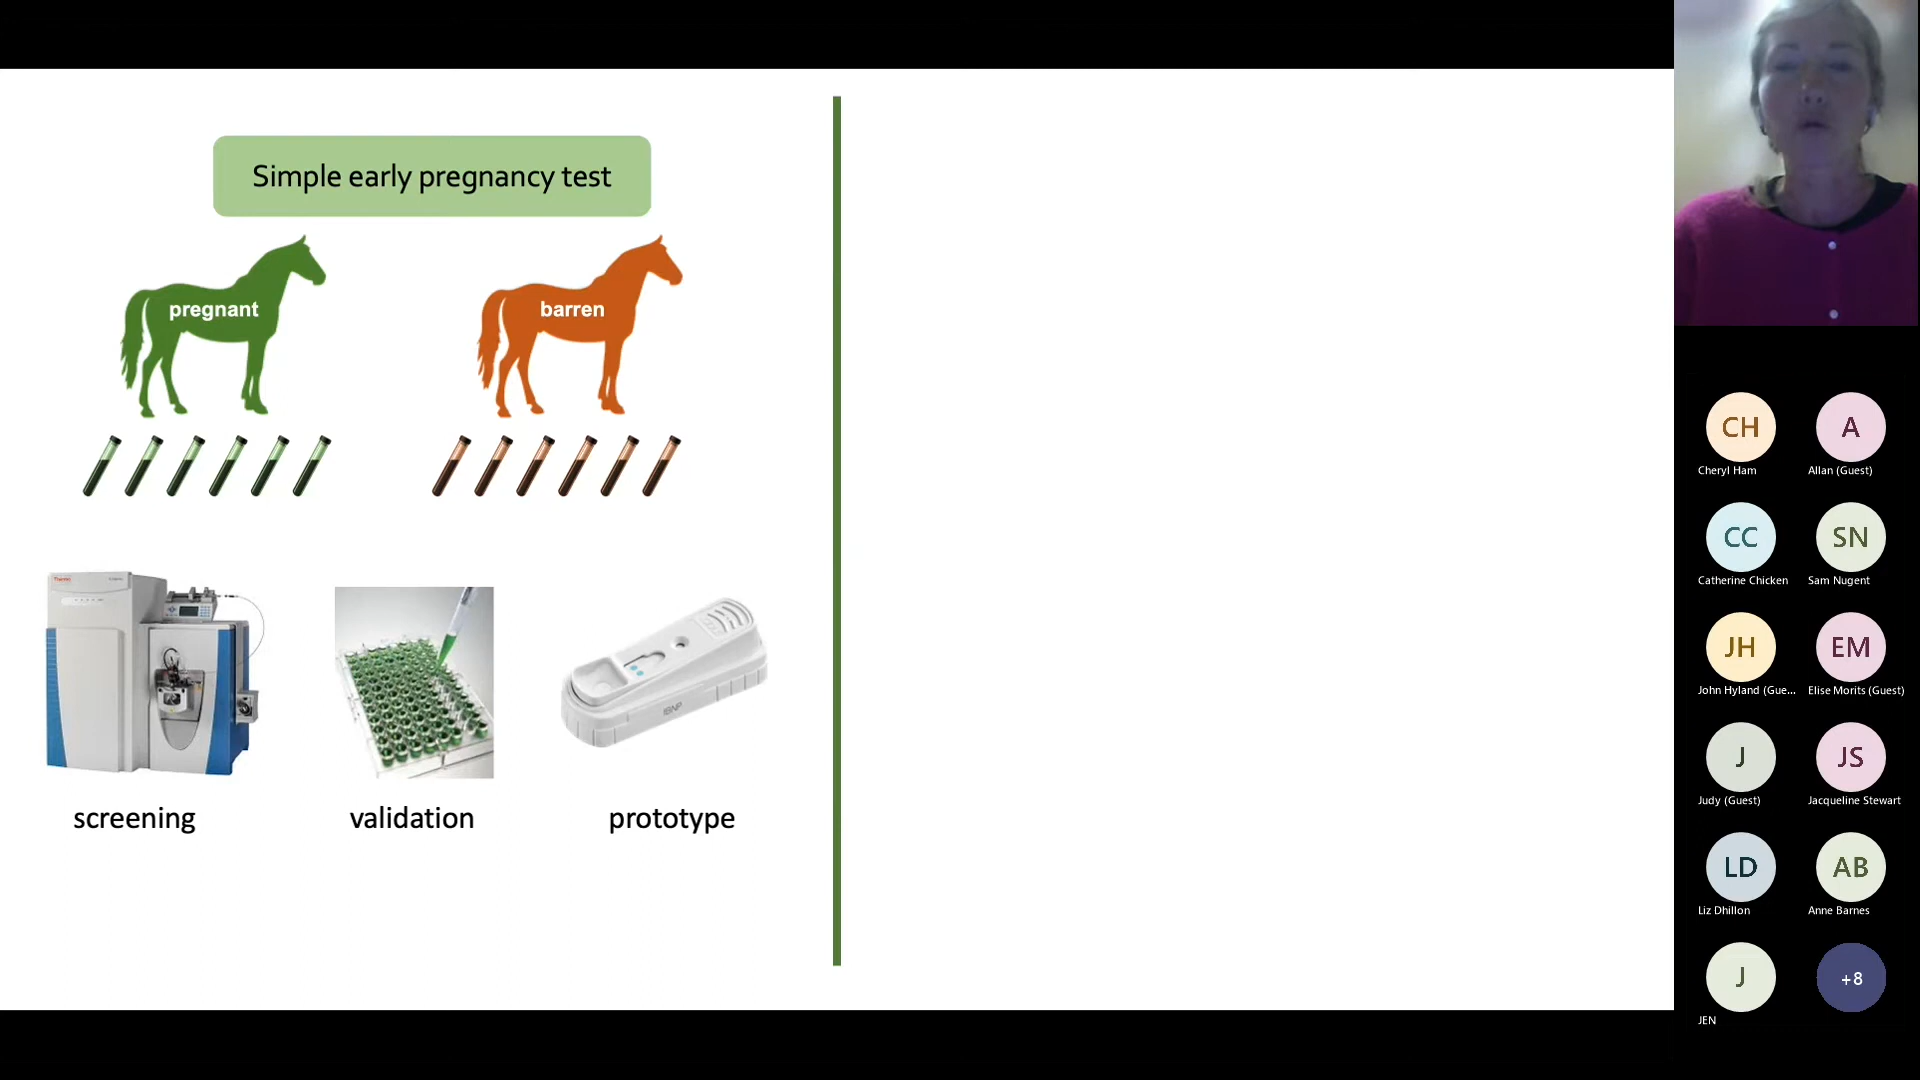 Simple early pregnancy test
pregnant
barren
screening
validation
prototype
CH
A
Cheryl Ham
Allan (Guest)
CC
SN
Catherine Chicken
Sam Nugent
JH
EM
John Hyland (Gue...
Elise Morits (Guest)
J
JS
Judy (Guest)
Jacqueline Stewart
LD
AB
Liz Dhillon
Anne Barnes
J
+8
JEN